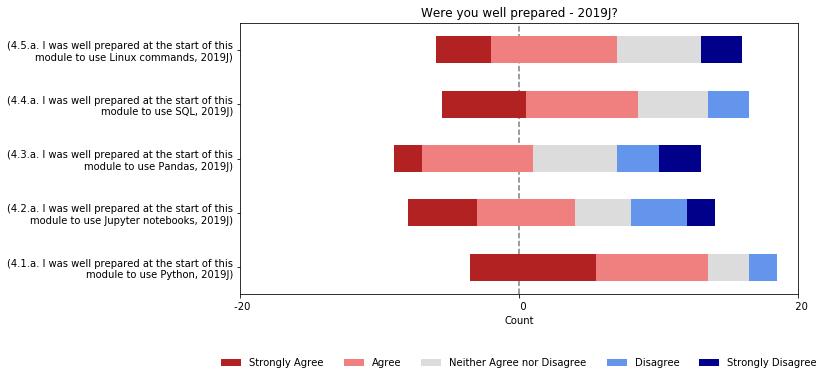 Were you well prepared - 2019J?
(4.5.a. I was well prepared at the start of this
module to use Linux commands, 2019J)
(4.4.a. I was well prepared at the start of this
module to use SQL, 2019J)
(4.3.a. I was well prepared at the start of this
module to use Pandas, 2019J)
(4.2.a. I was well prepared at the start of this
module to use Jupyter notebooks, 2019J)
(4.1.a. I was well prepared at the start of this
module to use Python, 2019J)
-20 0 20
Count
Strongly Agree Agree Neither Agree nor Disagree Disagree Strongly Disagree